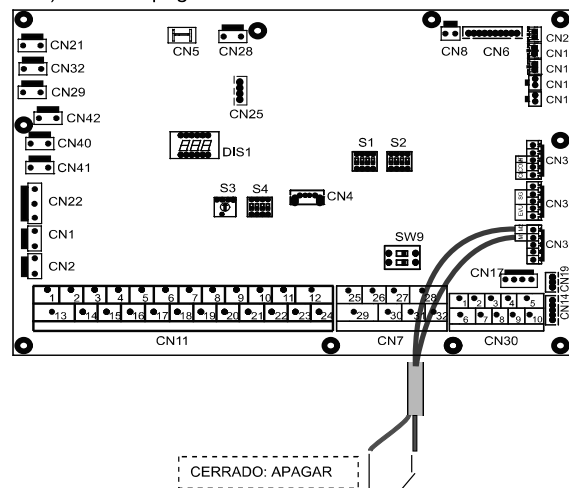 CN21
CN5
CN28
CN8
CN6
CN2
CN32
CN1
CN29
CN1
CN1
CN25
CN42
CN40
DIS1
S1
S2
CN41
CN3
S3
S4
CN4
CN22
CN3
SG
EVU
CN1
SW9
CN3
CN2
CN17
CN19
1 2 3 4 5 6 7 8 9 10 11 12
25 26 27 28
1 2 3 4 5
13 14 15 16 17 18 19 20 21 22 23 24
29 30 31 32
6 7 8 9 10
CN14
CN11
CN7
CN30
CERRADO: APAGAR